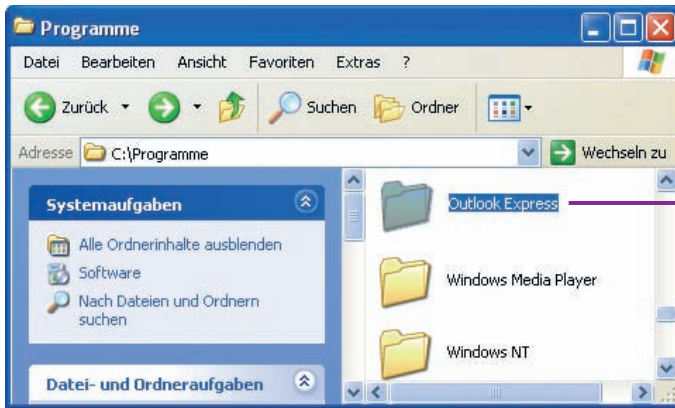 Programme
Datei Bearbeiten Ansicht Favoriten Extras ?
Zurück Suchen Ordner
Adresse C:\Programme Wechseln zu
Systemaufgaben
Alle Ordnerinhalte ausblenden
Software
Nach Dateien und Ordnern
suchen
Datei- und Ordneraufgaben
Outlook Express
Windows Media Player
Windows NT